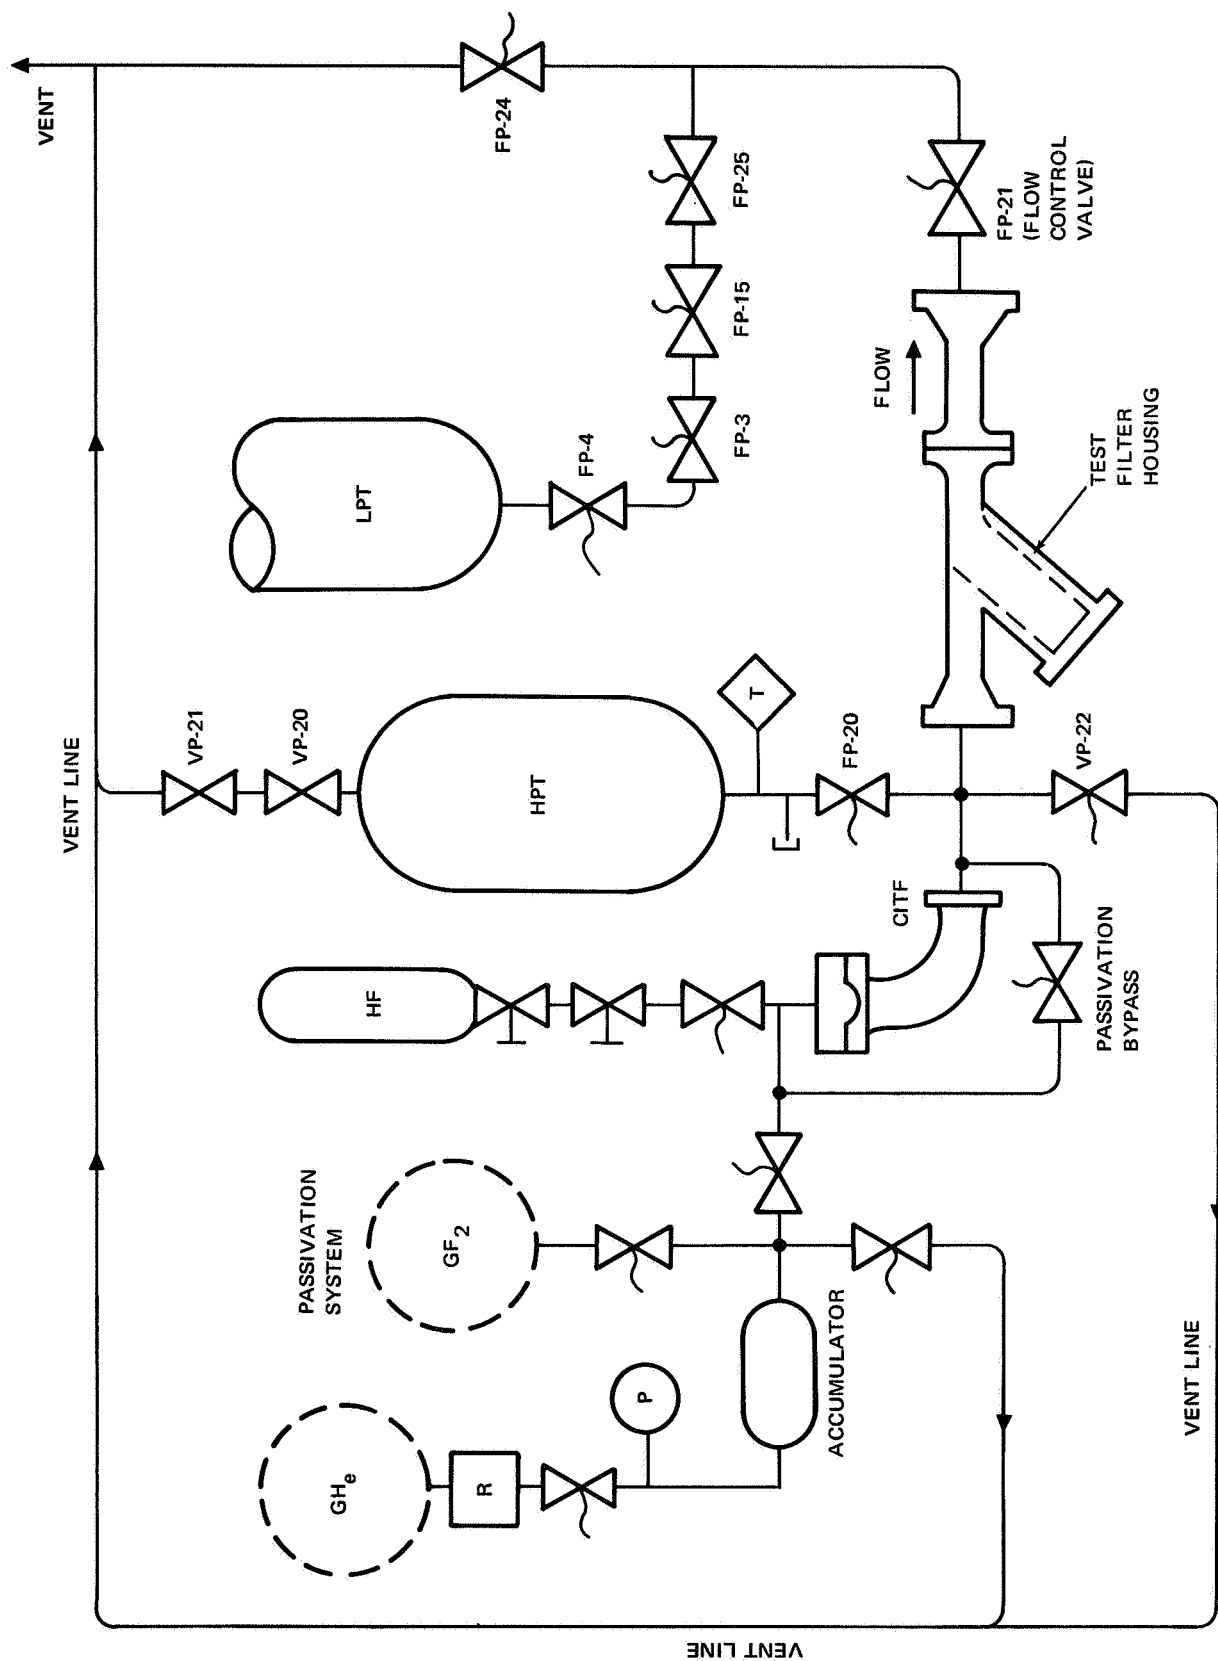 VENT
VENT LINE
FP-24
VP-21
VP-20
FP-25
FP-15
FP-3
FP-4
LPT
HPT
T
FP-20
HF
PASSIVATION
SYSTEM
GF2
GHe
R
P
ACCUMULATOR
CITF
PASSIVATION
BYPASS
VP-22
FLOW
TEST
FILTER
HOUSING
FP-21
(FLOW
CONTROL
VALVE)
VENT LINE
VENT LINE